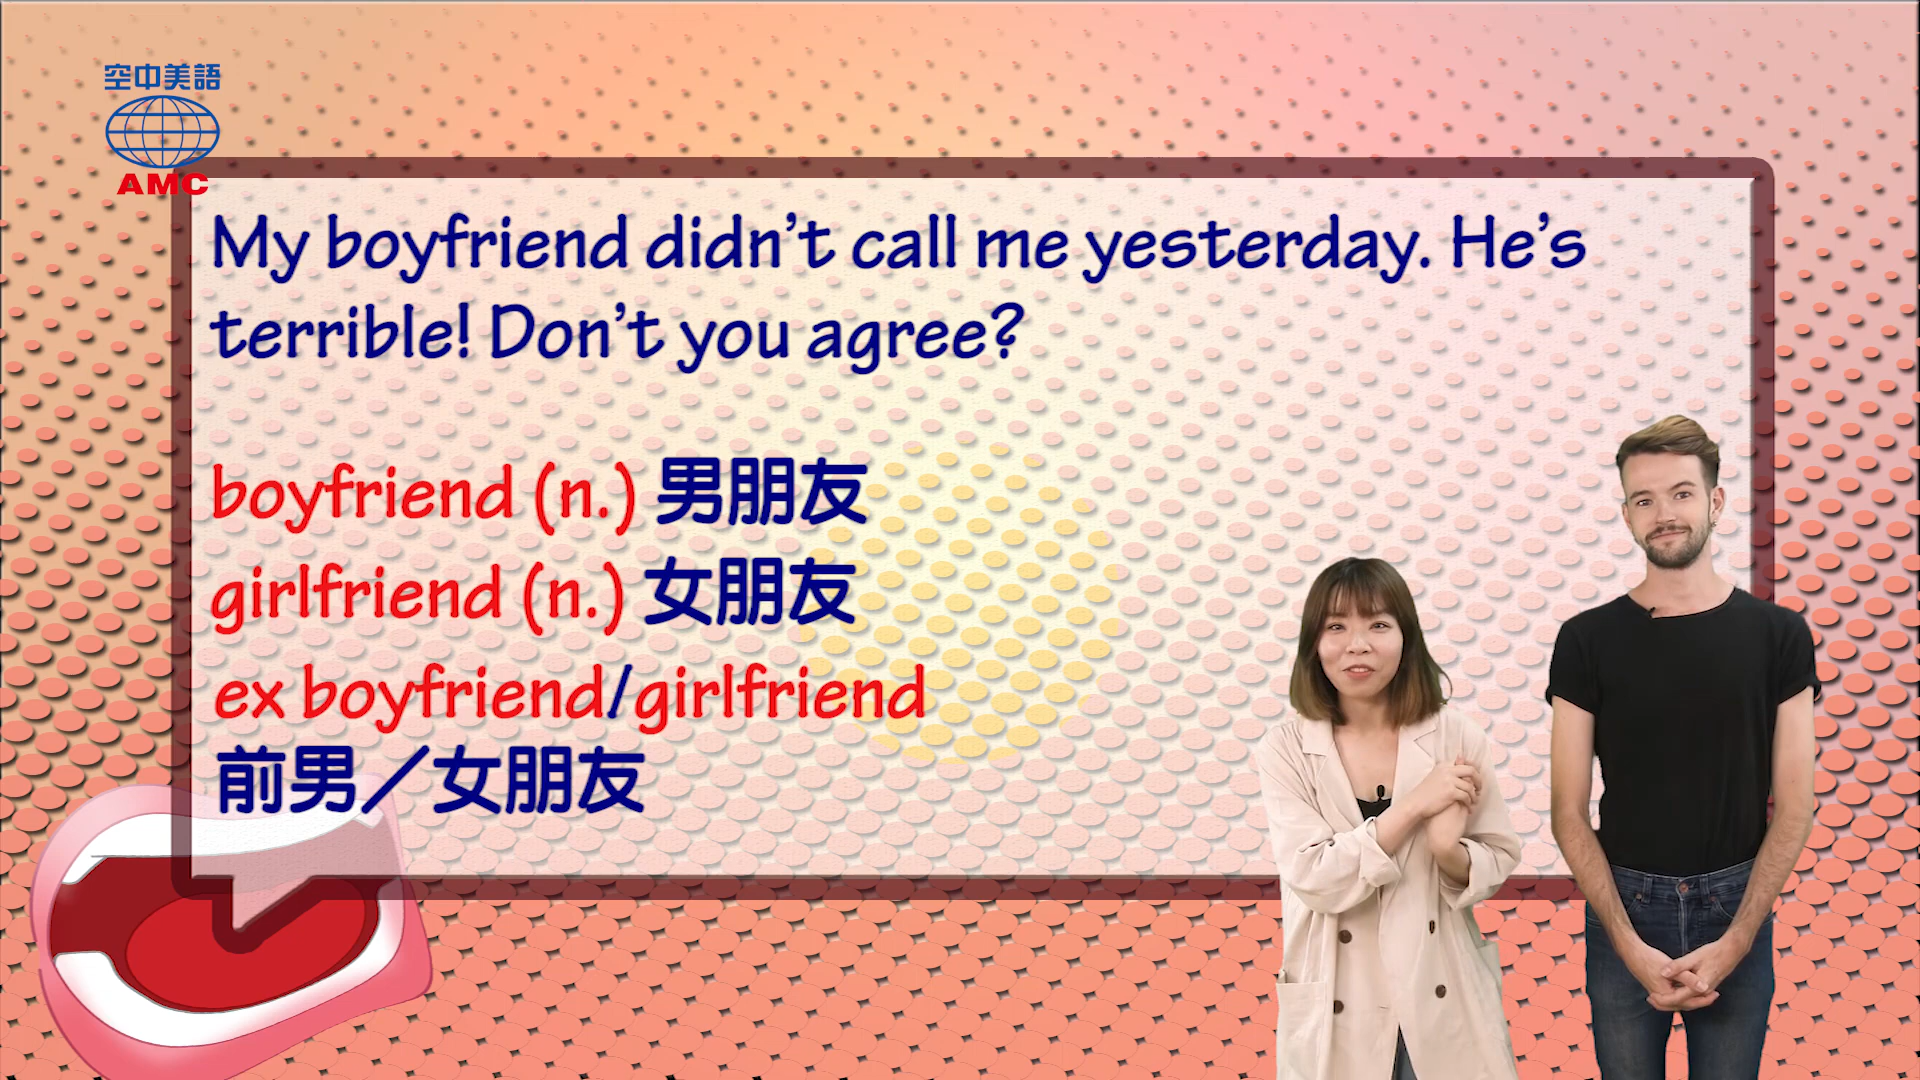 空中美語
AMC
My boyfriend didn't call me yesterday. He's
terrible! Don't you agree?
boyfriend (n.) 男朋友
girlfriend (n.) 女朋友
ex boyfriend/girlfriend
前男／女朋友